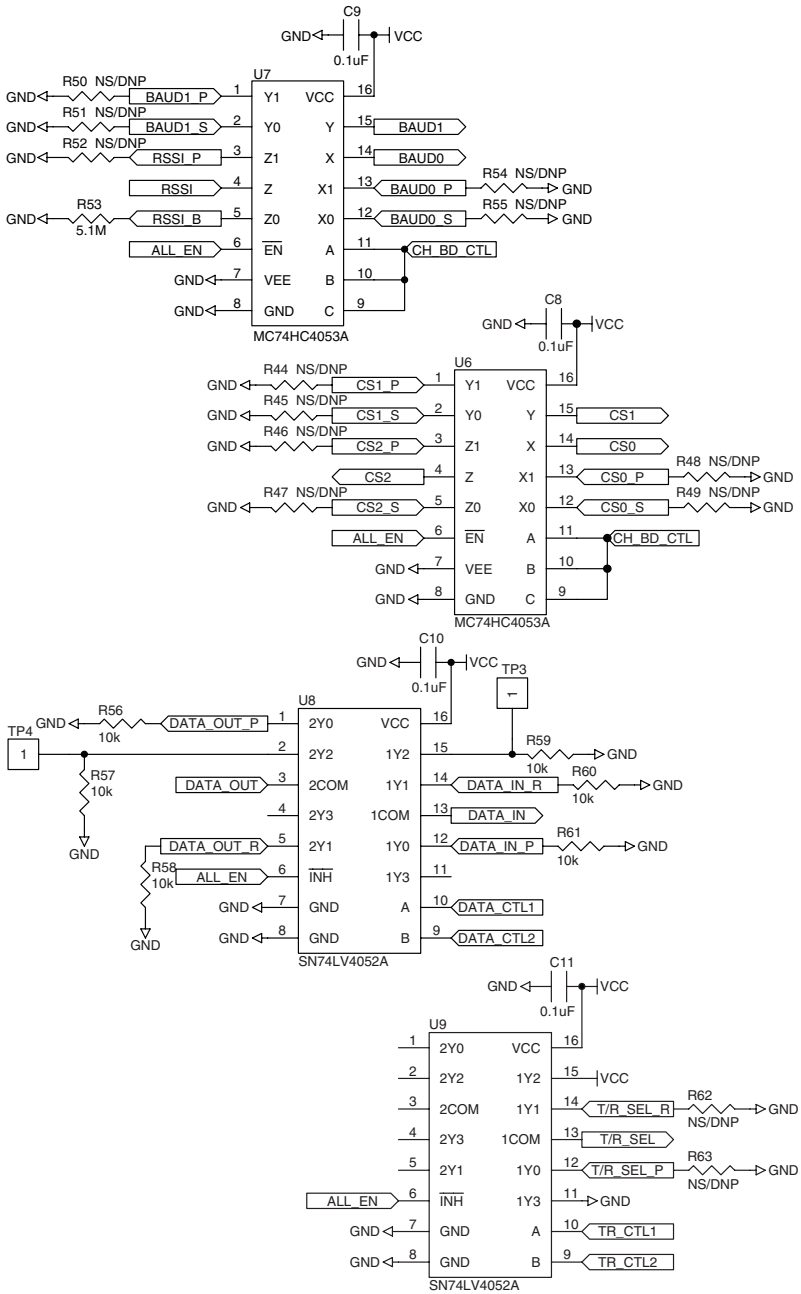 C9
GND VCC
0.1uF
U7
R50 NS/DNP
GND BAUD1_P 1 Y1 VCC 16
R51 NS/DNP
GND BAUD1_S 2 Y0 Y 15 BAUD1
R52 NS/DNP
GND RSSI_P 3 Z1 X 14 BAUD0
RSSI 4 Z X1 13 BAUD0_P R54 NS/DNP GND
R53
GND 5.1M RSSI_B 5 Z0 X0 12 BAUD0_S R55 NS/DNP GND
ALL_EN 6 EN A 11 CH_BD_CTL
GND 7 VEE B 10
GND 8 GND C 9
MC74HC4053A
C8
GND VCC
0.1uF
U6
R44 NS/DNP
GND CS1_P 1 Y1 VCC 16
R45 NS/DNP
GND CS1_S 2 Y0 Y 15 CS1
R46 NS/DNP
GND CS2_P 3 Z1 X 14 CS0
CS2 4 Z X1 13 CS0_P R48 NS/DNP GND
R47 NS/DNP
GND CS2_S 5 Z0 X0 12 CS0_S R49 NS/DNP GND
ALL_EN 6 EN A 11 CH_BD_CTL
GND 7 VEE B 10
GND 8 GND C 9
MC74HC4053A
C10
GND VCC
0.1uF
TP3
1
U8
R56
GND 10k DATA_OUT_P 1 2Y0 VCC 16
TP4
1 2 2Y2 1Y2 15 R59 10k GND
R57
10k
GND
DATA_OUT 3 2COM 1Y1 14 DATA_IN_R R60 10k GND
4 2Y3 1COM 13 DATA_IN
DATA_OUT_R 5 2Y1 1Y0 12 DATA_IN_P R61 10k GND
R58
10k
GND
ALL_EN 6 INH 1Y3 11
GND 7 GND A 10 DATA_CTL1
GND 8 GND B 9 DATA_CTL2
SN74LV4052A
C11
GND VCC
0.1uF
U9
1 2Y0 VCC 16
2 2Y2 1Y2 15 VCC
3 2COM 1Y1 14 T/R_SEL_R R62 NS/DNP GND
4 2Y3 1COM 13 T/R_SEL
5 2Y1 1Y0 12 T/R_SEL_P R63 NS/DNP GND
ALL_EN 6 INH 1Y3 11 GND
GND 7 GND A 10 TR_CTL1
GND 8 GND B 9 TR_CTL2
SN74LV4052A